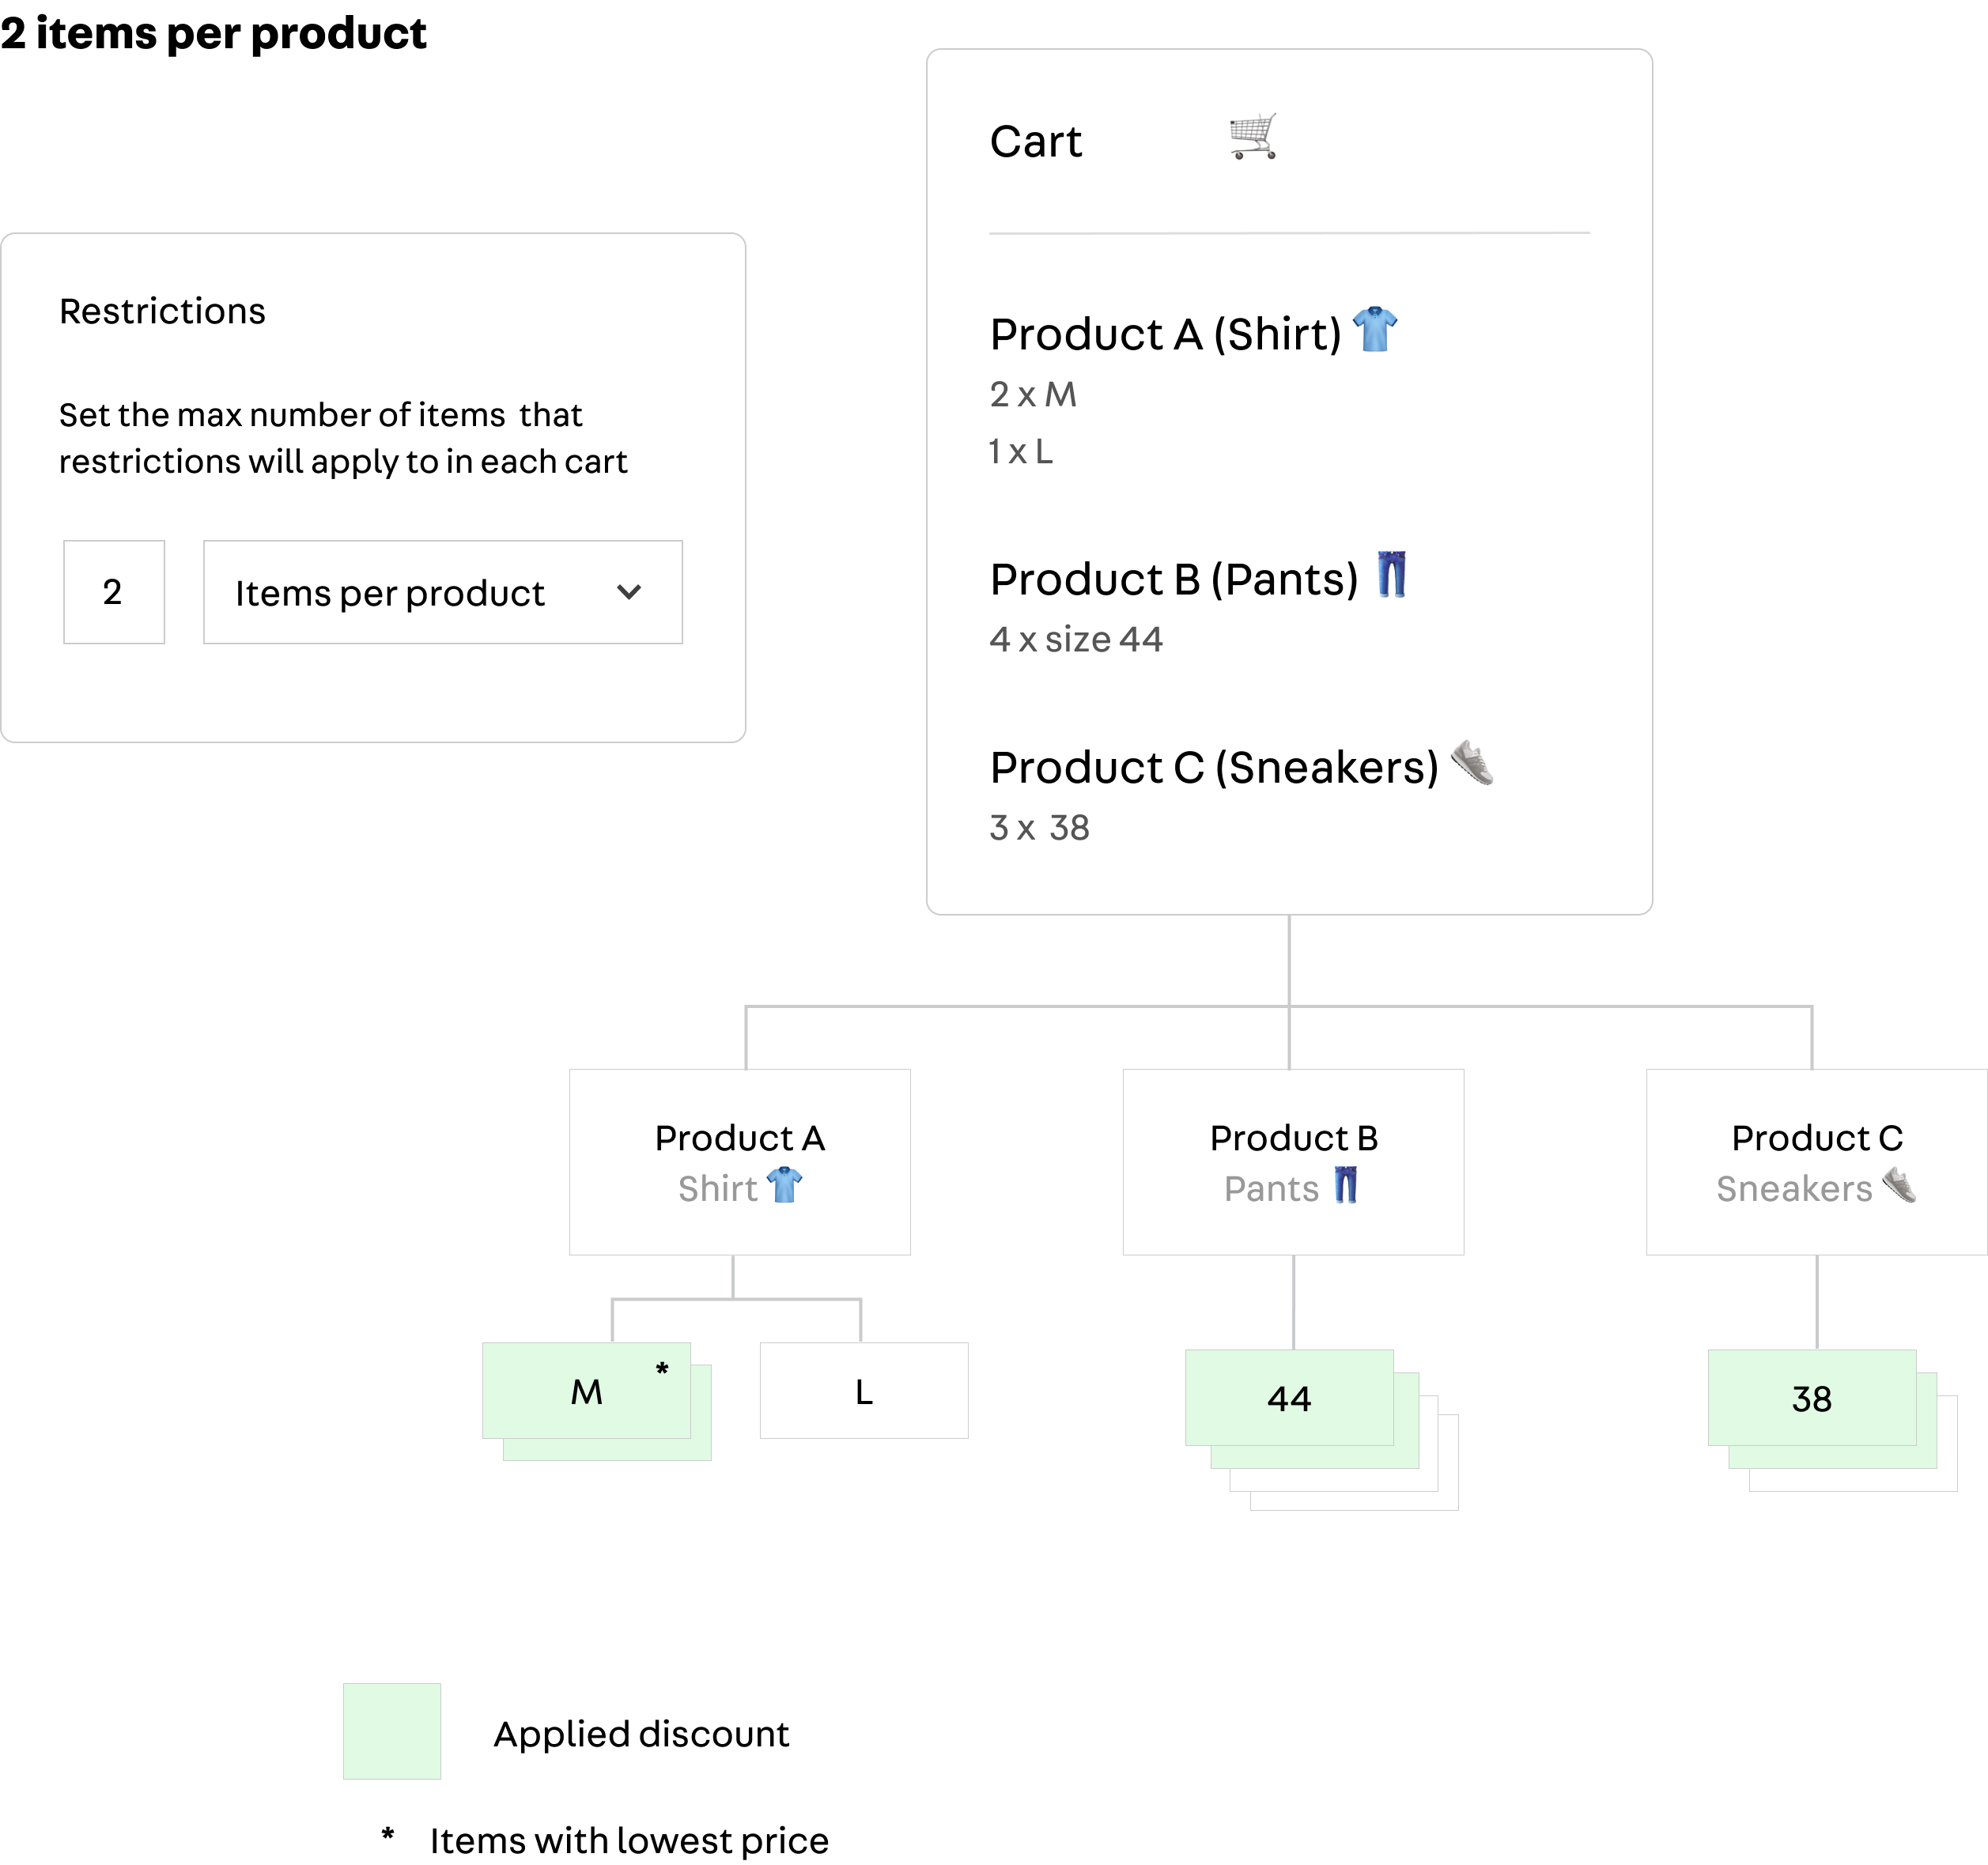 2 items per product
Restrictions
Set the max number of items that
restrictions will apply to in each cart
2
Items per product
Cart
Product A (Shirt)
2 x M
1 x L
Product B (Pants)
4 x size 44
Product C (Sneakers)
3 x 38
Product A
Shirt
Product B
Pants
Product C
Sneakers
M *
L
44
38
Applied discount
* Items with lowest price